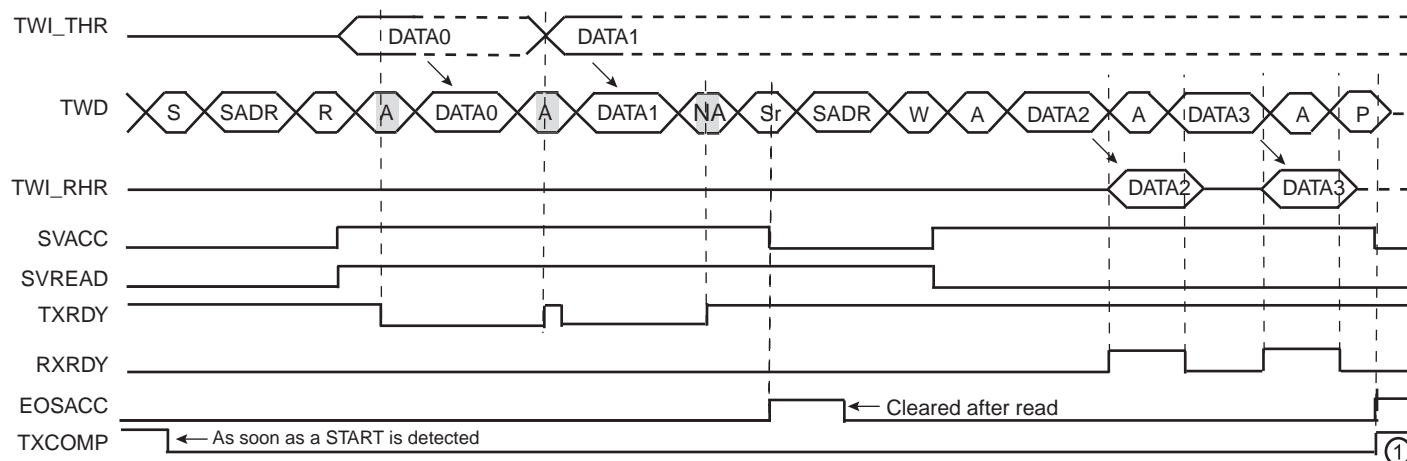 TWI_THR DATA0 DATA1
TWD S SADR R A DATA0 A DATA1 NA Sr SADR W A DATA2 A DATA3 A P
TWI_RHR DATA2 DATA3
SVACC
SVREAD
TXRDY
RXRDY
EOSACC Cleared after read
TXCOMP As soon as a START is detected 1